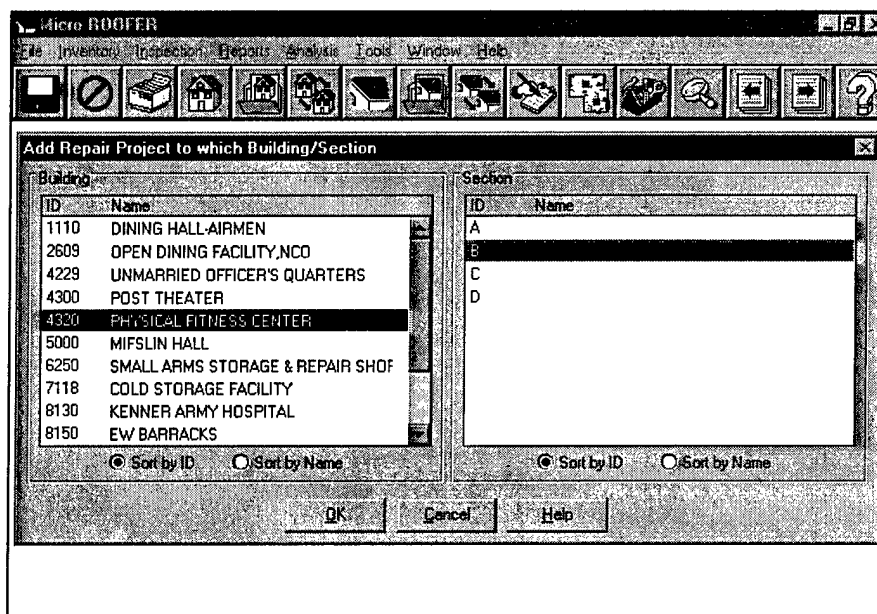 Micro ROOFER
File Inventory Inspection Reports Analysis Tools Window Help
Add Repair Project to which Building/Section
Building
ID Name
1110 DINING HALL-AIRMEN
2609 OPEN DINING FACILITY,NCO
4229 UNMARRIED OFFICER'S QUARTERS
4300 POST THEATER
4320 PHYSICAL FITNESS CENTER
5000 MIFSLIN HALL
6250 SMALL ARMS STORAGE & REPAIR SHOF
7118 COLD STORAGE FACILITY
8130 KENNER ARMY HOSPITAL
8150 EW BARRACKS
Sort by ID Sort by Name
Section
ID Name
A
B
C
D
Sort by ID Sort by Name
OK Cancel Help